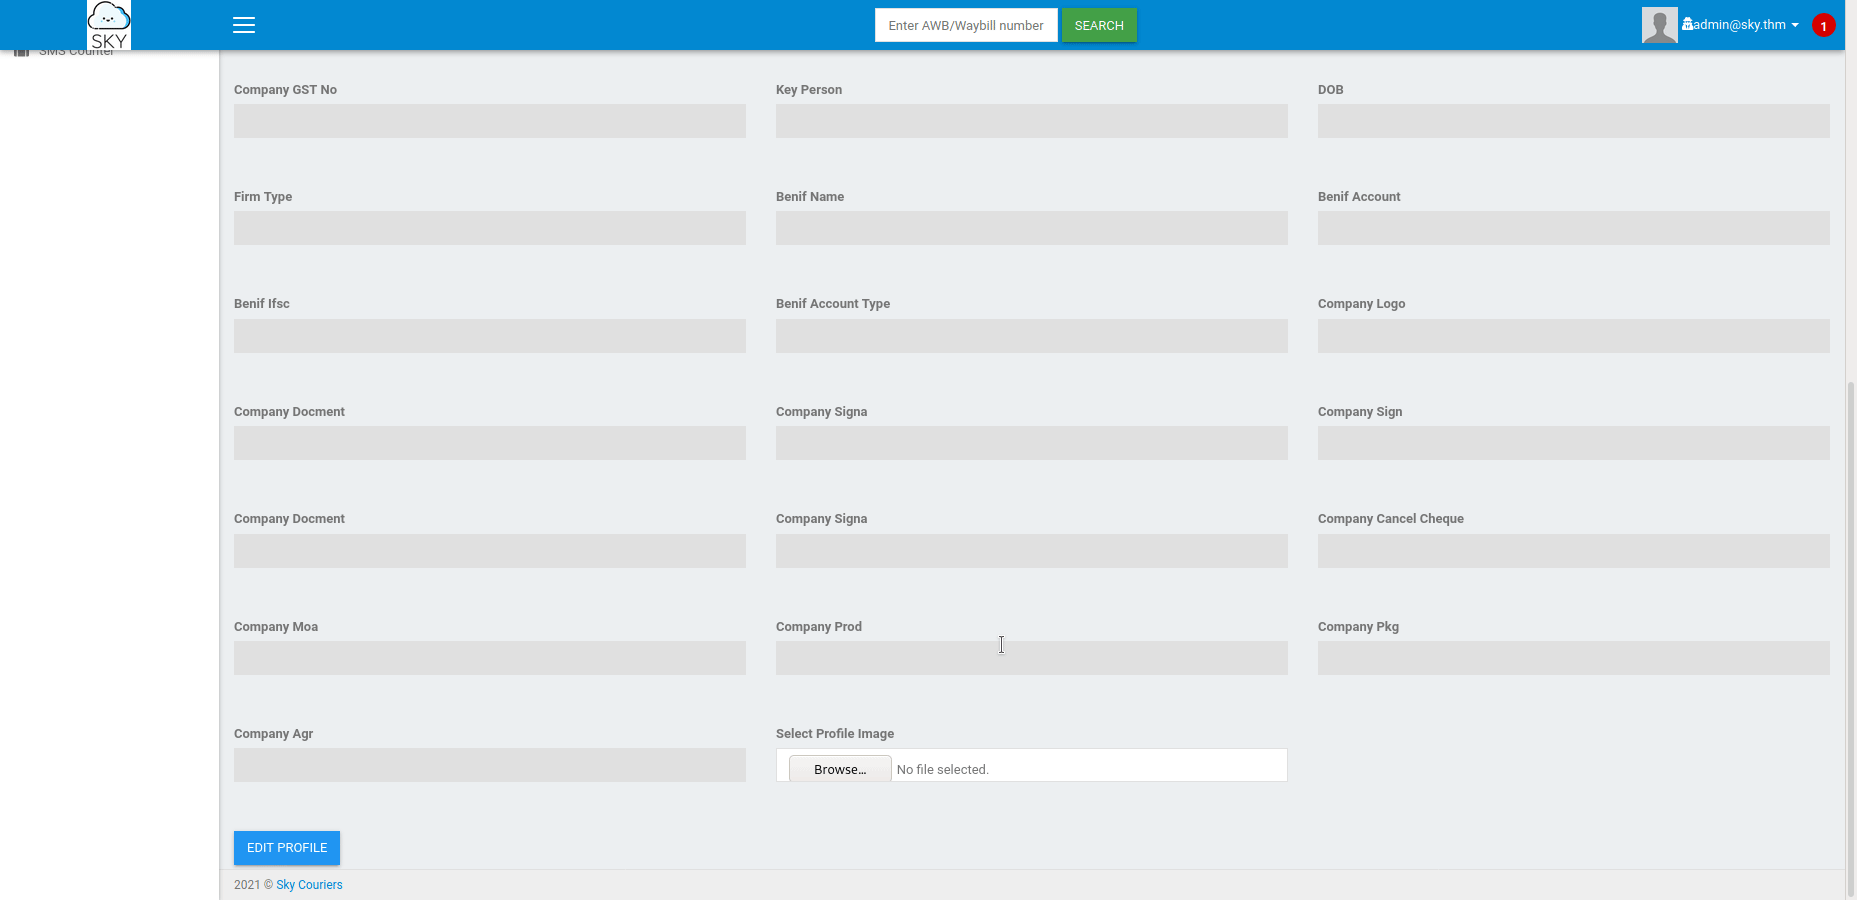 SKY
Enter AWB/Waybill number
SEARCH
admin@sky.thm
1
SMS Counter
Company GST No
Key Person
DOB
Firm Type
Benif Name
Benif Account
Benif Ifsc
Benif Account Type
Company Logo
Company Docment
Company Signa
Company Sign
Company Docment
Company Signa
Company Cancel Cheque
Company Moa
Company Prod
Company Pkg
Company Agr
Select Profile Image
Browse... No file selected.
EDIT PROFILE
2021 © Sky Couriers